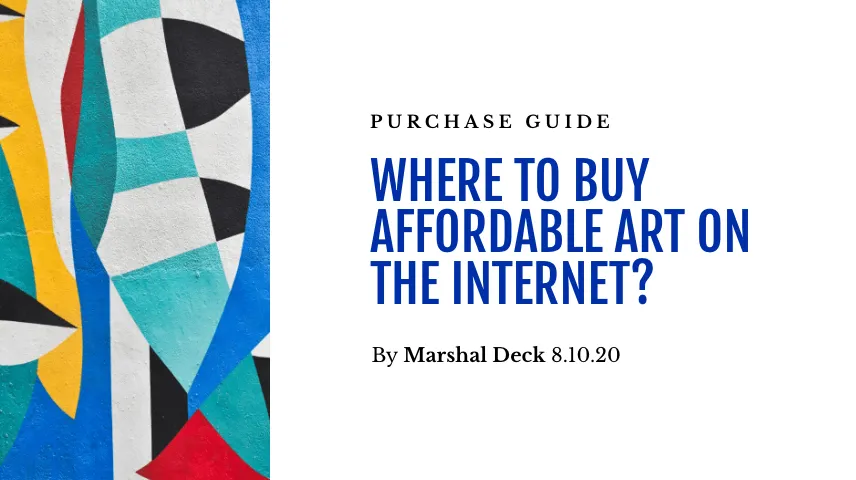 PURCHASE GUIDE
WHERE TO BUY
AFFORDABLE ART ON
THE INTERNET?
By Marshal Deck 8.10.20